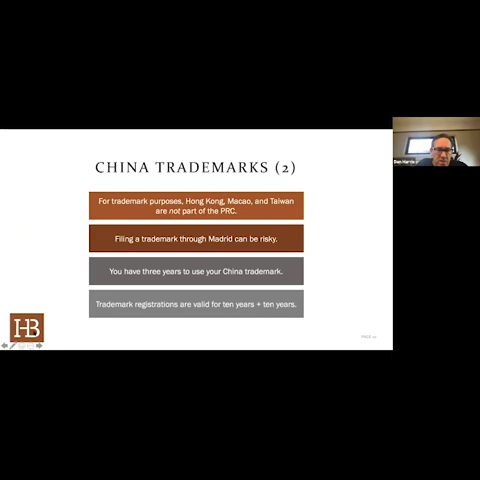 CHINA TRADEMARKS (2)
For trademark purposes, Hong Kong, Macao, and Taiwan
are not part of the PRC.
Filing a trademark through Madrid can be risky.
You have three years to use your China trademark.
Trademark registrations are valid for ten years + ten years.
HB